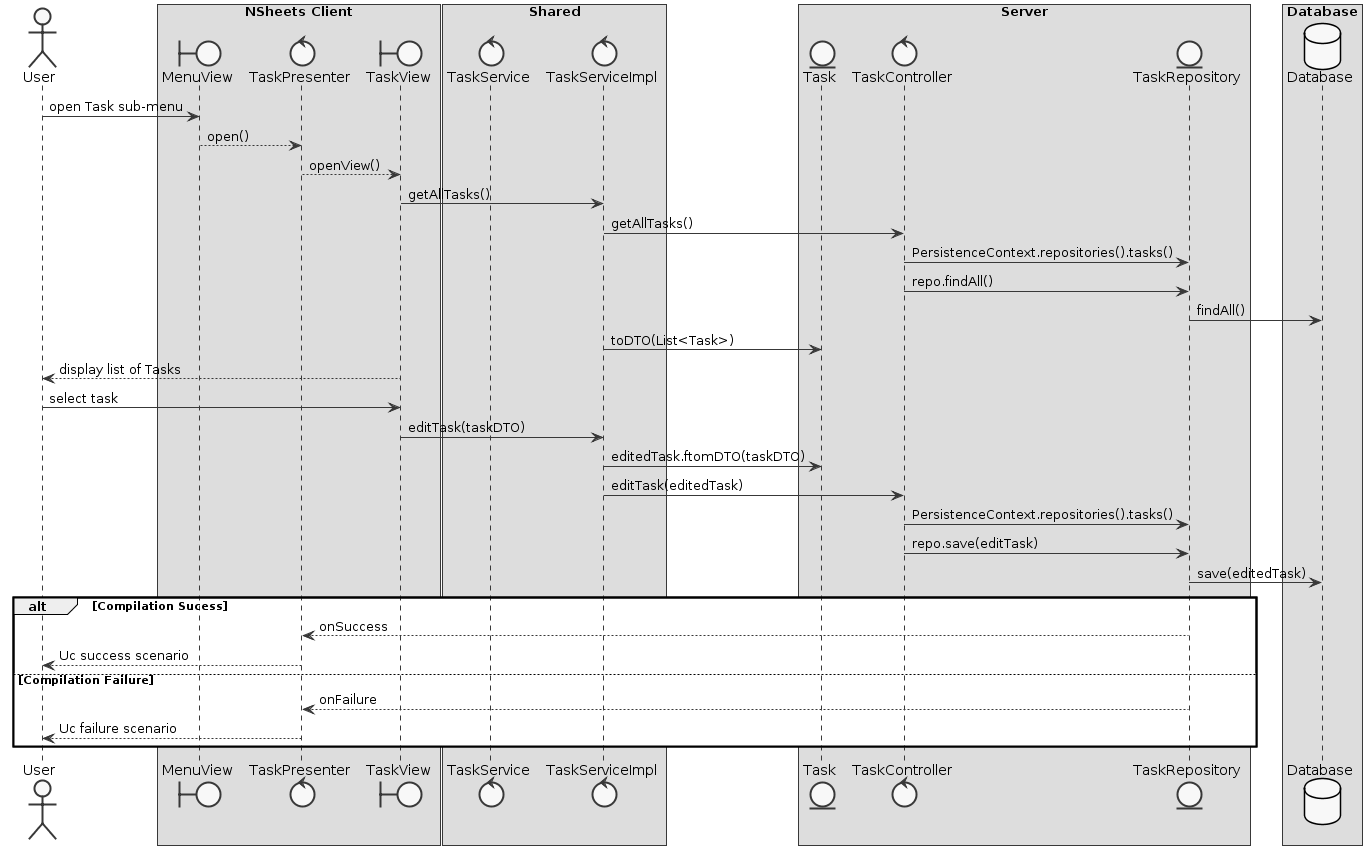 NSheets Client
Shared
Server
Database
User
MenuView
TaskPresenter
TaskView
TaskService
TaskServiceImpl
Task
TaskController
TaskRepository
Database
open Task sub-menu
open()
openView()
getAllTasks()
getAllTasks()
PersistenceContext.repositories().tasks()
repo.findAll()
findAll()
toDTO(List<Task>)
display list of Tasks
select task
editTask(taskDTO)
editedTask.ftomDTO(taskDTO)
editTask(editedTask)
PersistenceContext.repositories().tasks()
repo.save(editTask)
save(editedTask)
alt [Compilation Sucess]
onSuccess
Uc success scenario
[Compilation Failure]
onFailure
Uc failure scenario
User
MenuView
TaskPresenter
TaskView
TaskService
TaskServiceImpl
Task
TaskController
TaskRepository
Database